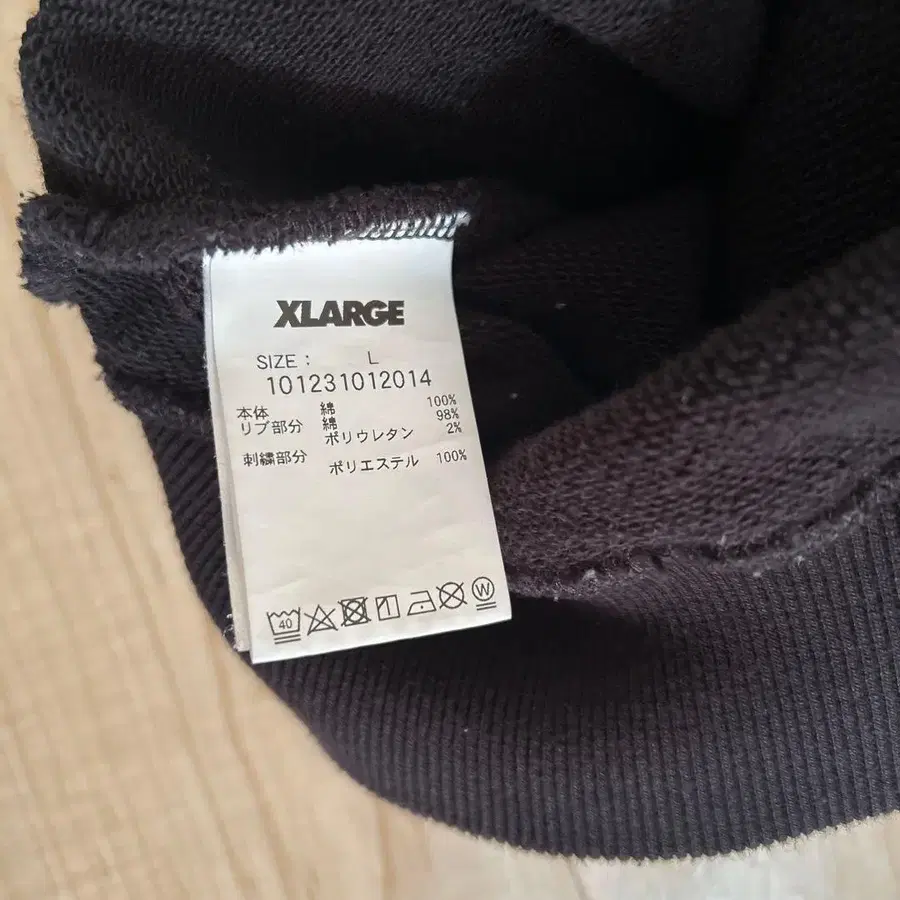 XLARGE
SIZE : L
101231012014
本体 綿 100%
リブ部分 綿 98%
ポリウレタン 2%
刺繍部分 ポリエステル 100%
40 W